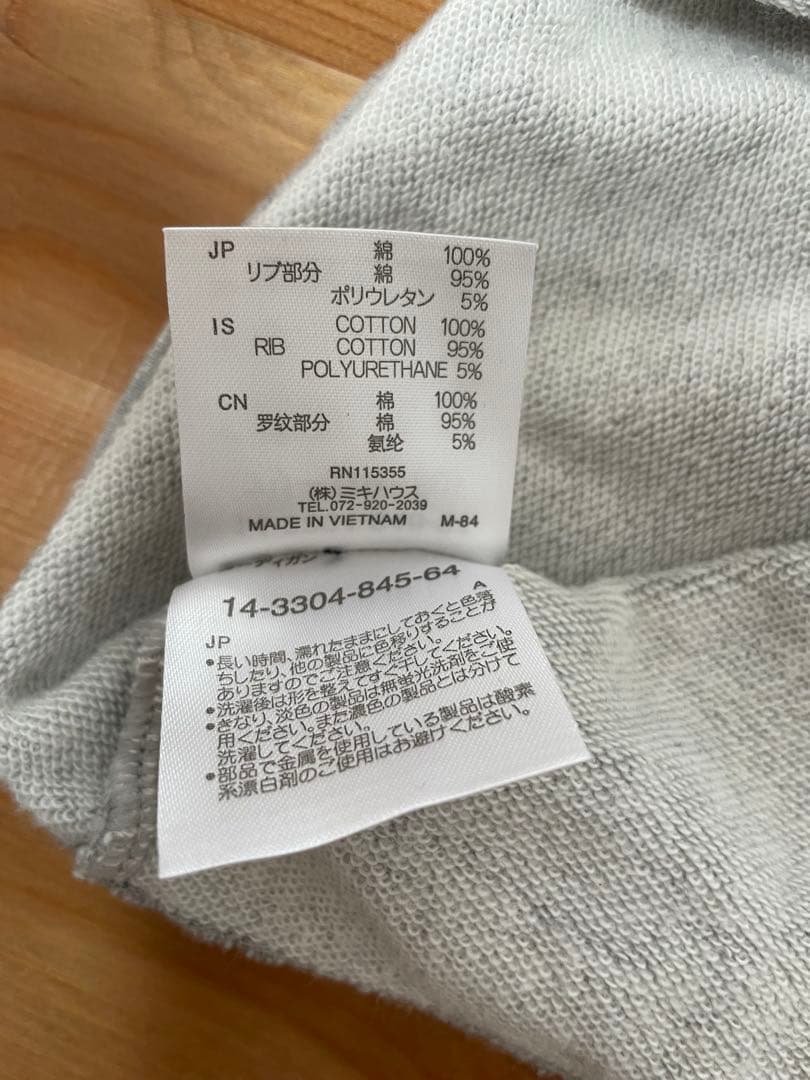 JP 綿 100%
リブ部分 綿 95%
ポリウレタン 5%
IS COTTON 100%
RIB COTTON 95%
POLYURETHANE 5%
CN 棉 100%
罗纹部分 棉 95%
氨纶 5%
RN115355
(株)ミキハウス
TEL.072-920-2039
MADE IN VIETNAM M-84
ーディガン
14-3304-845-64 A
JP
●長い時間、濡れたままにしておくと色落
ちしたり、他の製品に色移りすることが
ありますのでご注意ください。
●洗濯後は形を整えてすぐ干してください。
●きなり、淡色の製品は無蛍光洗剤をご使
用ください。また濃色の製品とは分けて
洗濯してください。
●部品で金属を使用している製品は酸素
系漂白剤のご使用はお避けください。